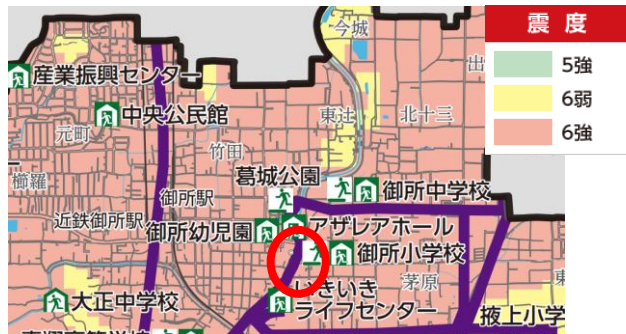 今城
震度
5強
6弱
6強
産業振興センター
中央公民館
元町
東辻
北十三
出
竹田
櫛羅
葛城公園
御所中学校
御所駅
近鉄御所駅
御所幼児園
アザレアホール
御所小学校
いきいき
ライフセンター
茅原
東
大正中学校
掖上小学